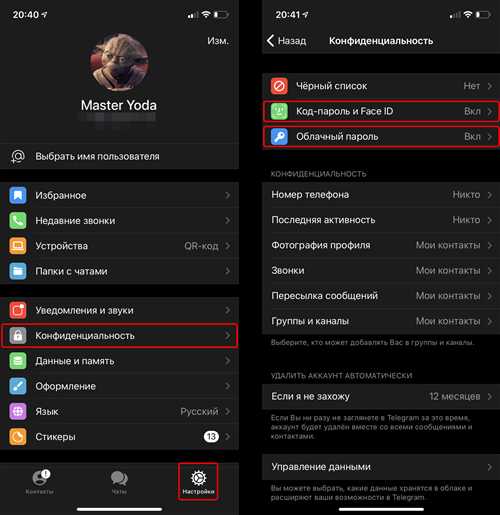 20:40
Изм.
Master Yoda
Выбрать имя пользователя
Избранное
Недавние звонки
Устройства QR-код
Папки с чатами
Уведомления и звуки
Конфиденциальность
Данные и память
Оформление
Язык Русский
Стикеры 13
Контакты Чаты Настройки
20:41
Назад Конфиденциальность
Чёрный список Нет
Код-пароль и Face ID Вкл
Облачный пароль Вкл
КОНФИДЕНЦИАЛЬНОСТЬ
Номер телефона Никто
Последняя активность Никто
Фотография профиля Мои контакты
Звонки Мои контакты
Пересылка сообщений Мои контакты
Группы и каналы Мои контакты
Выберите, кто может добавлять Вас в группы и каналы.
УДАЛИТЬ АККАУНТ АВТОМАТИЧЕСКИ
Если я не захожу 12 месяцев
Если Вы ни разу не заглянете в Telegram за это время,
аккаунт будет удалён вместе со всеми сообщениями и
контактами.
Управление данными
Вы можете выбрать, какие данные хранятся в облаке и
расширяют ваши возможности в Telegram.